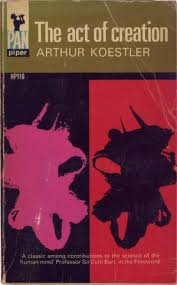 PAN
piper
The act of creation
ARTHUR KOESTLER
HP116
'A classic among contributions to the science of the
human mind' Professor Sir Cyril Burt, in the Foreword